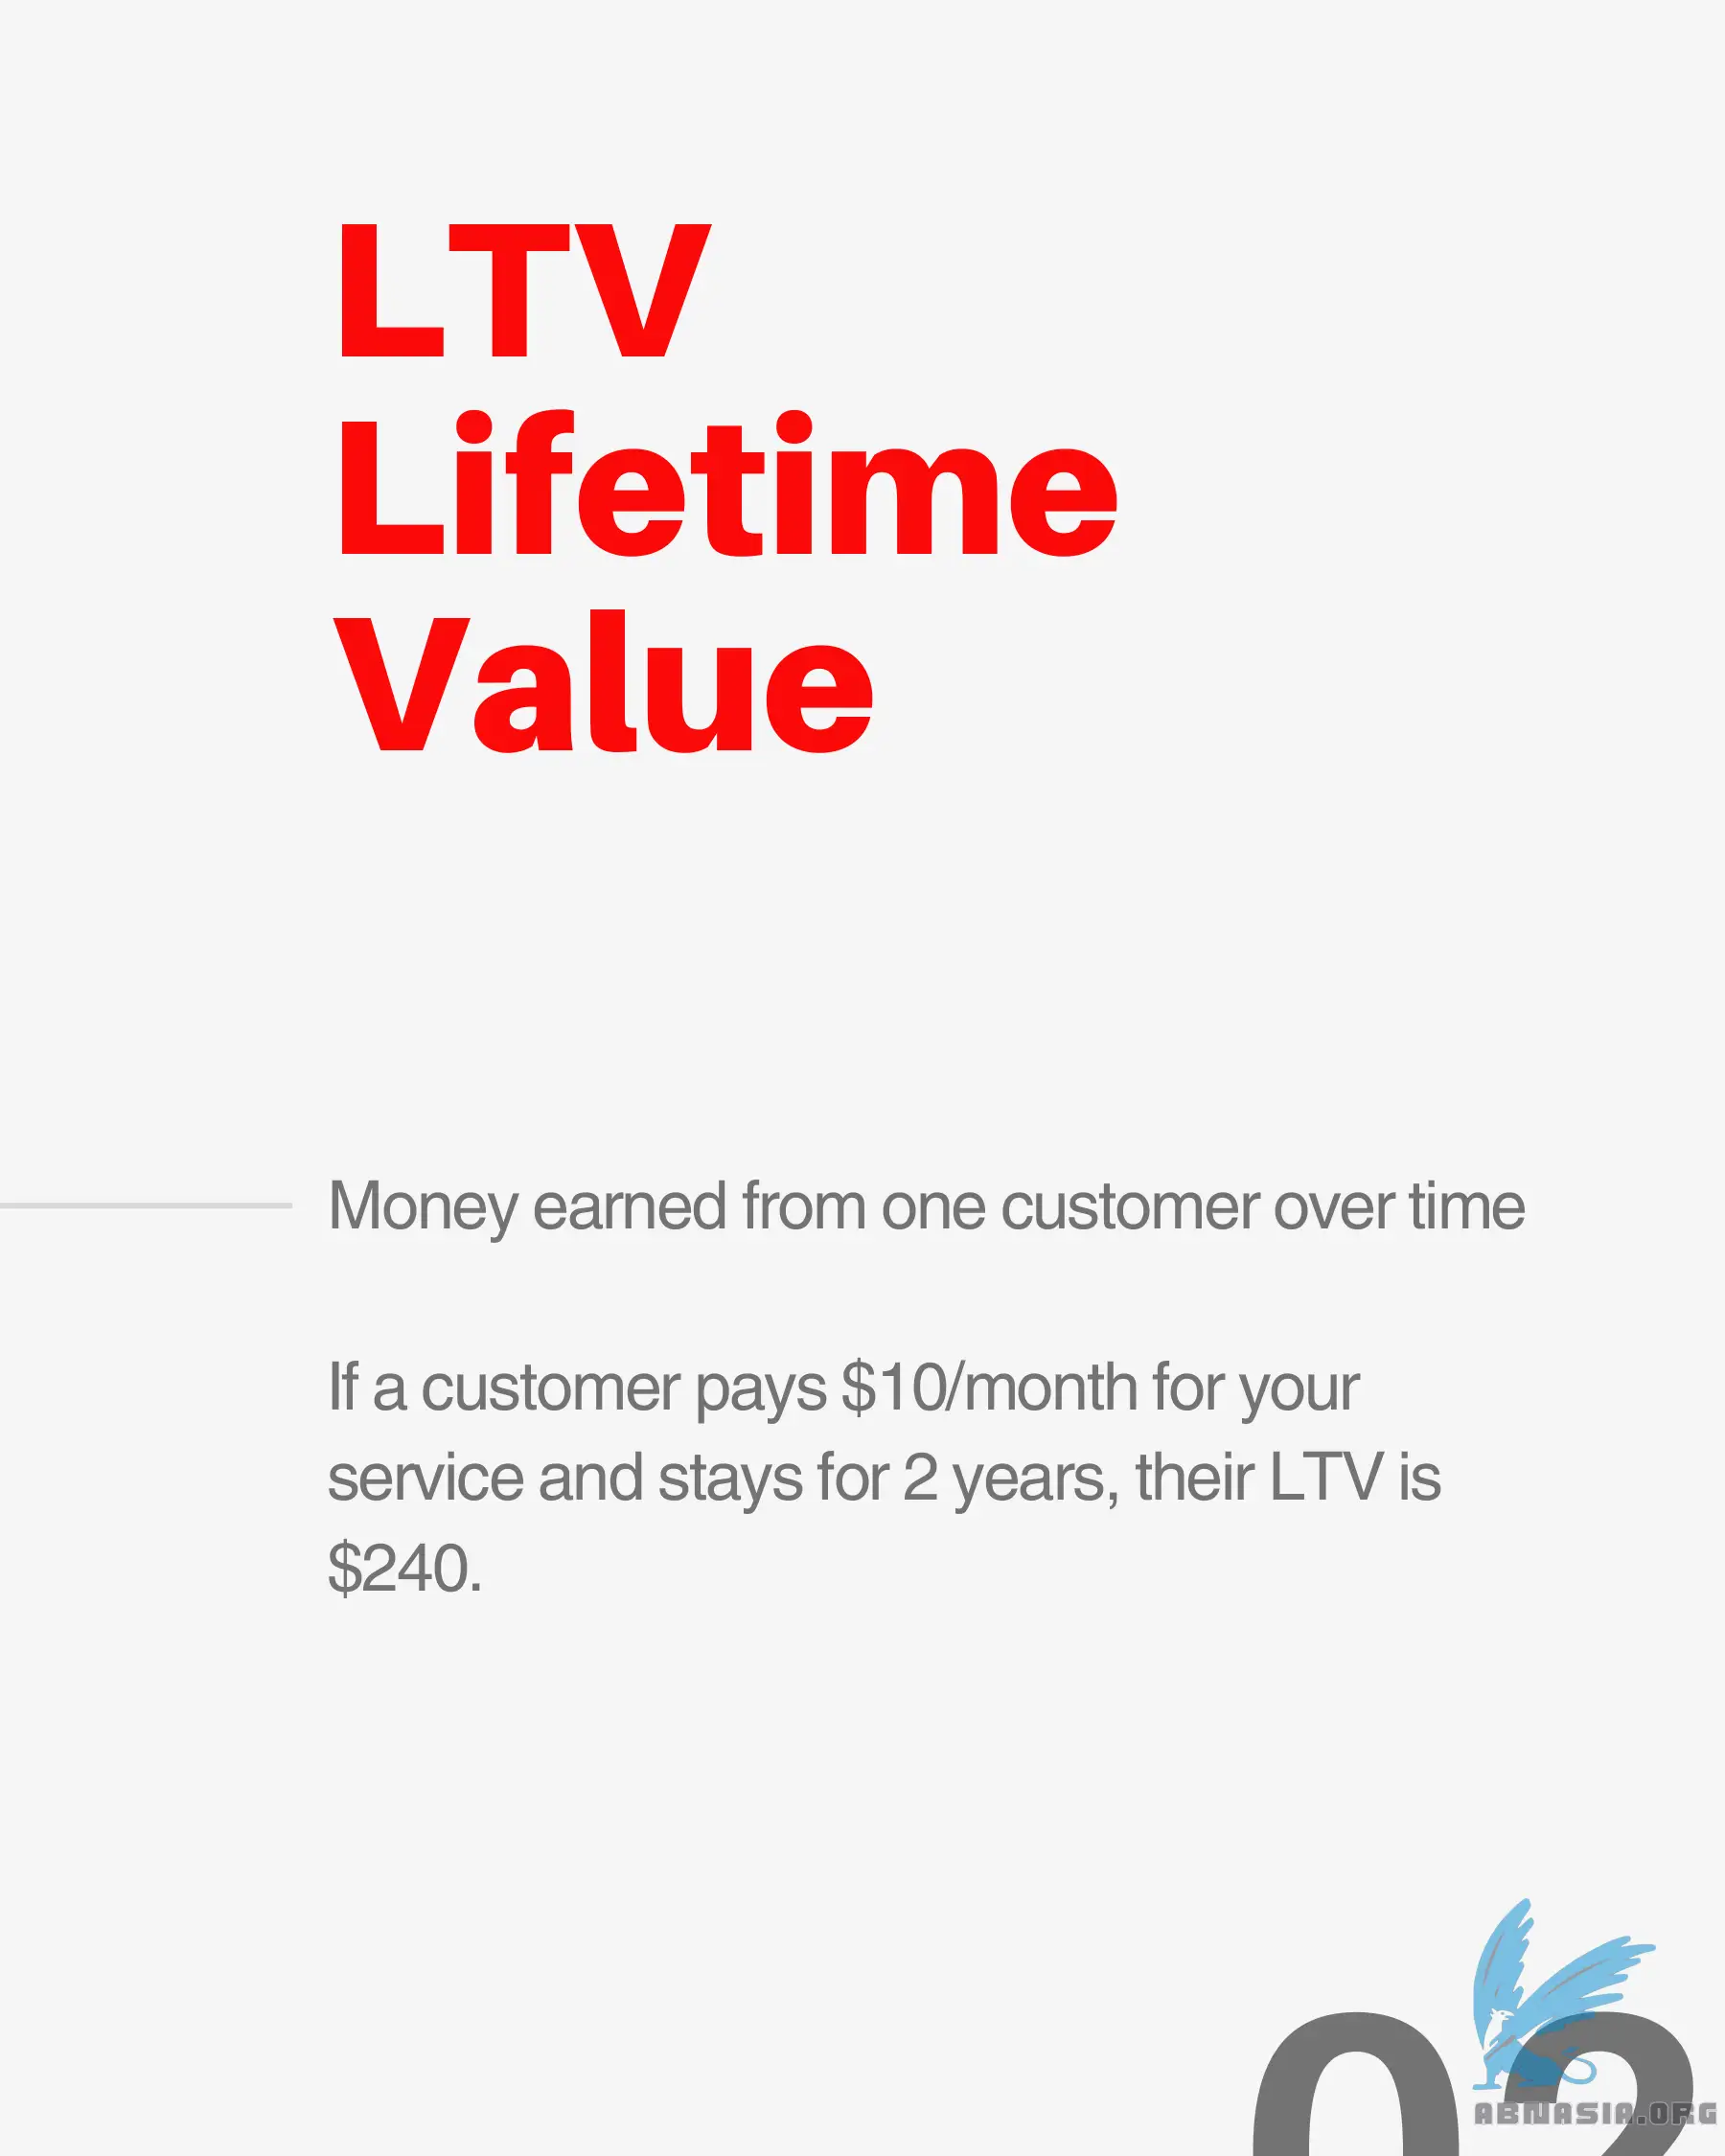 LTV
Lifetime
Value
Money earned from one customer over time
If a customer pays $10/month for your
service and stays for 2 years, their LTV is
$240.
02
ABNASIA.ORG